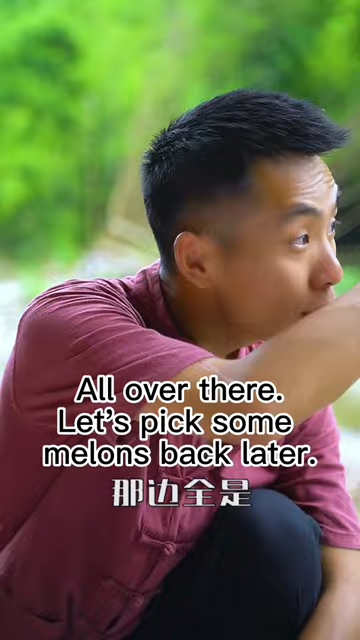 All over there.
Let's pick some
melons back later.
那边全是